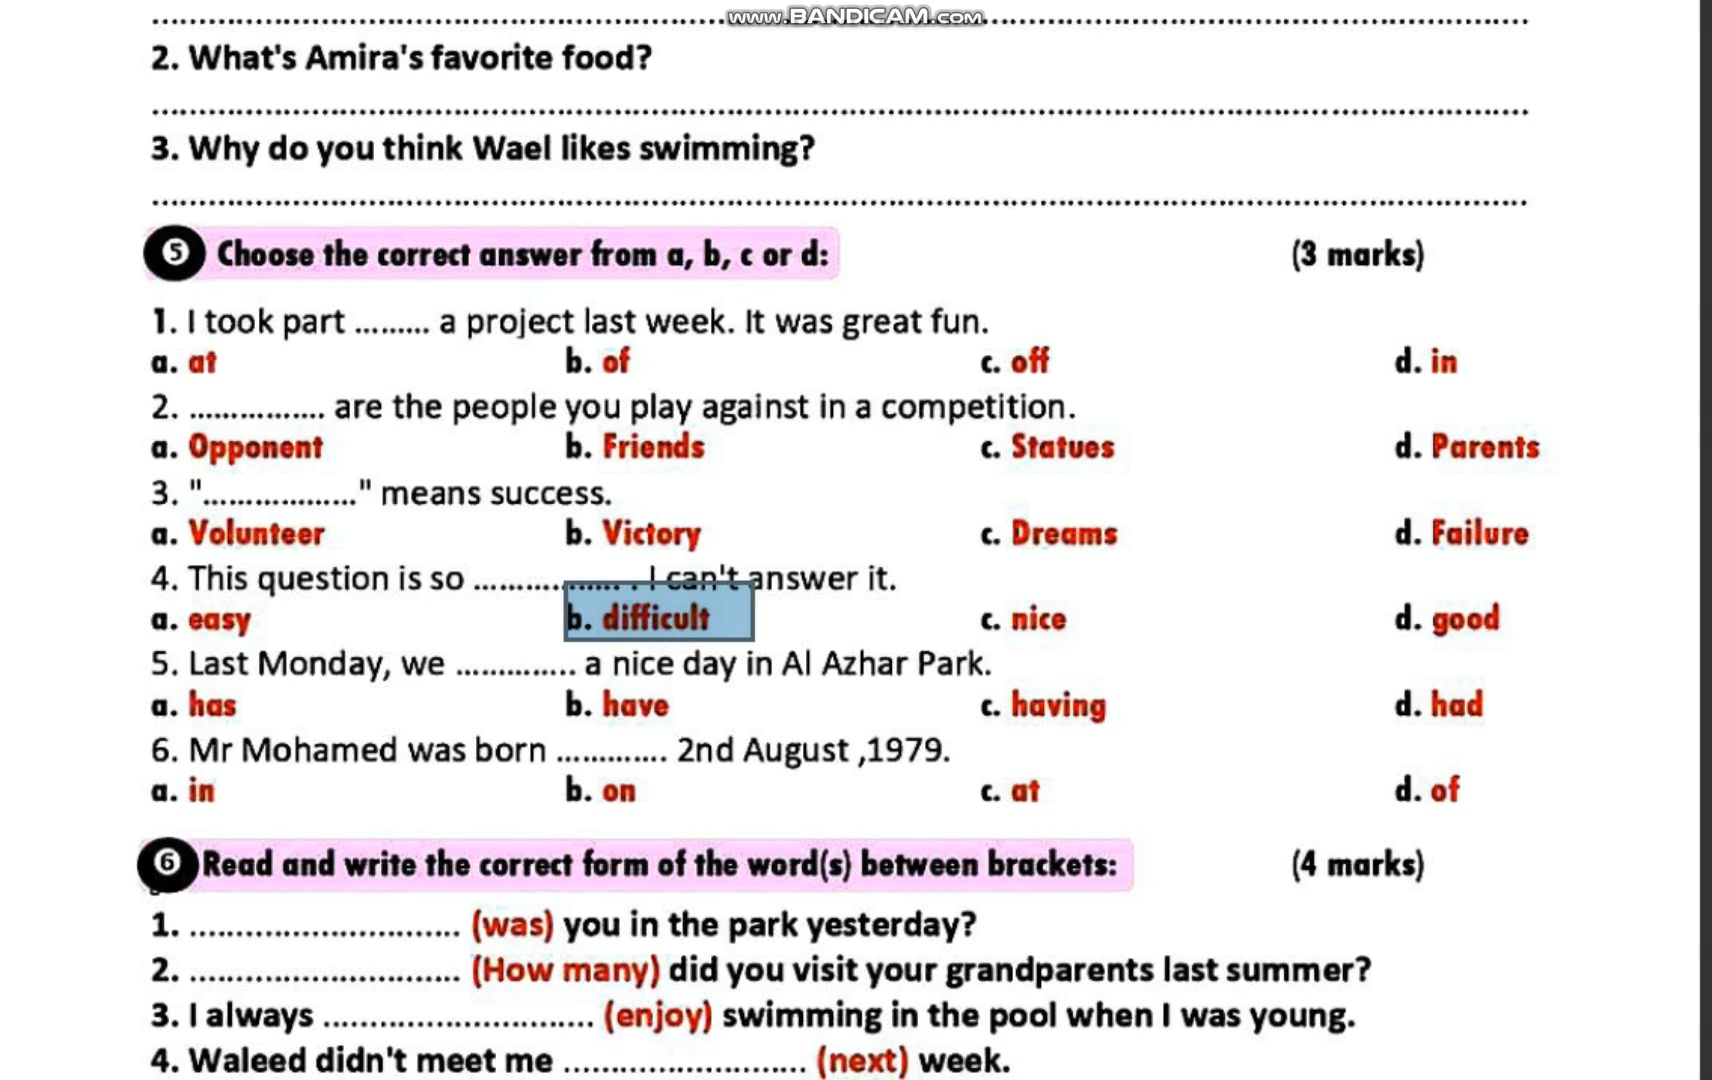 www.BANDICAM.com
2. What's Amira's favorite food?
3. Why do you think Wael likes swimming?
5 Choose the correct answer from a, b, c or d: (3 marks)
1. I took part ......... a project last week. It was great fun.
a. at b. of c. off d. in
2. ................ are the people you play against in a competition.
a. Opponent b. Friends c. Statues d. Parents
3. ".................." means success.
a. Volunteer b. Victory c. Dreams d. Failure
4. This question is so .................. . I can't answer it.
a. easy b. difficult c. nice d. good
5. Last Monday, we .............. a nice day in Al Azhar Park.
a. has b. have c. having d. had
6. Mr Mohamed was born ............. 2nd August ,1979.
a. in b. on c. at d. of
6 Read and write the correct form of the word(s) between brackets: (4 marks)
1. ............................. (was) you in the park yesterday?
2. ............................. (How many) did you visit your grandparents last summer?
3. I always ............................. (enjoy) swimming in the pool when I was young.
4. Waleed didn't meet me .......................... (next) week.